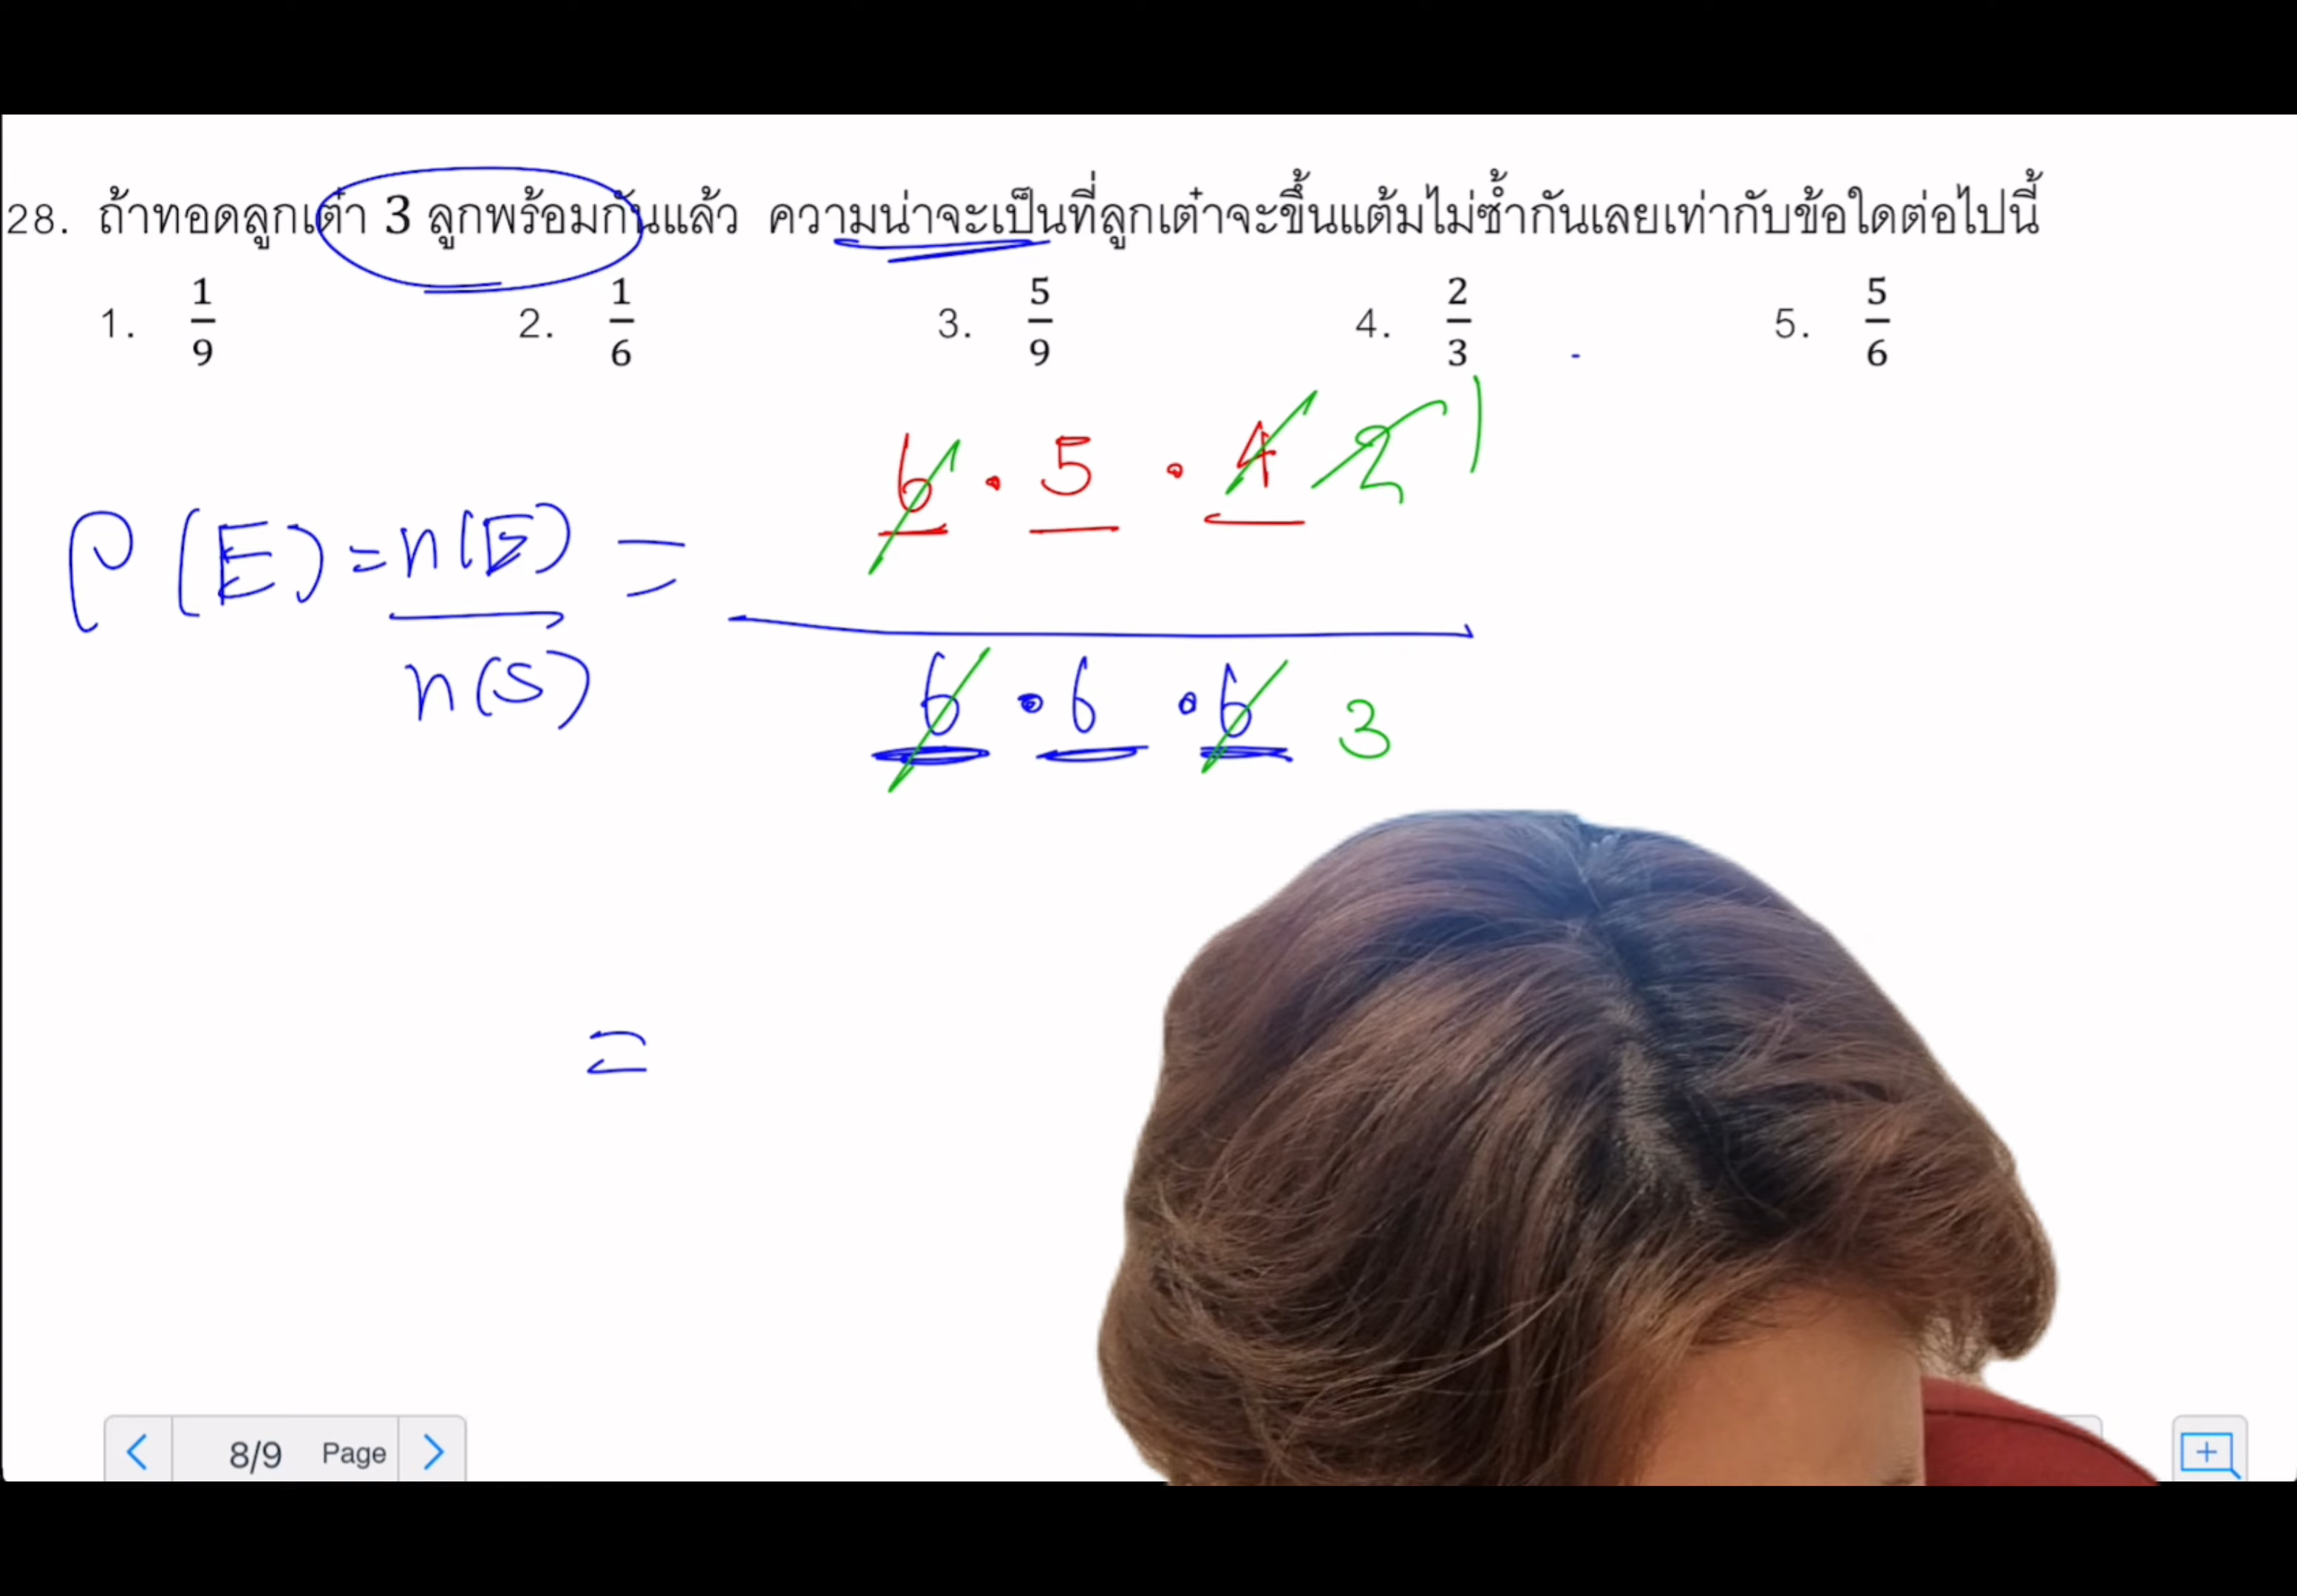 28. ถ้าทอดลูกเต๋า 3 ลูกพร้อมกันแล้ว ความน่าจะเป็นที่ลูกเต๋าจะขึ้นแต้มไม่ซ้ำกันเลยเท่ากับข้อใดต่อไปนี้
1. 1/9 2. 1/6 3. 5/9 4. 2/3 5. 5/6
6 · 5 · 4 2 1
P(E) = n(E)/n(S) =
6 · 6 · 6 3
=
8/9 Page